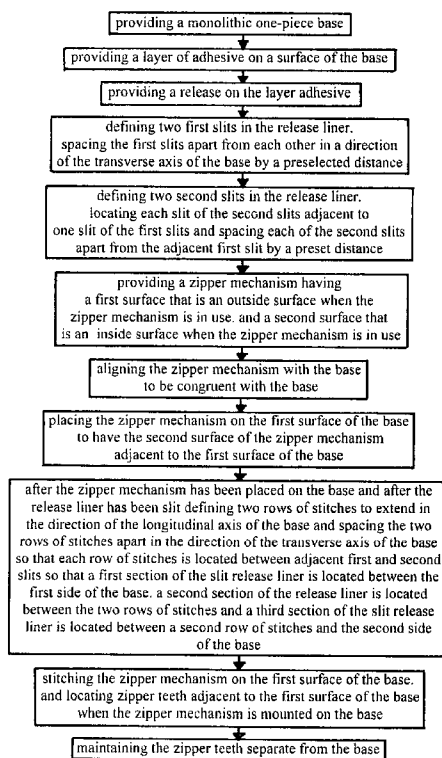 providing a monolithic one-piece base
providing a layer of adhesive on a surface of the base
providing a release on the layer adhesive
defining two first slits in the release liner.
spacing the first slits apart from each other in a direction
of the transverse axis of the base by a preselected distance
defining two second slits in the release liner.
locating each slit of the second slits adjacent to
one slit of the first slits and spacing each of the second slits
apart from the adjacent first slit by a preset distance
providing a zipper mechanism having
a first surface that is an outside surface when the
zipper mechanism is in use. and a second surface that
is an inside surface when the zipper mechanism is in use
aligning the zipper mechanism with the base
to be congruent with the base
placing the zipper mechanism on the first surface of the base
to have the second surface of the zipper mechanism
adjacent to the first surface of the base
after the zipper mechanism has been placed on the base and after the
release liner has been slit defining two rows of stitches to extend in
the direction of the longitudinal axis of the base and spacing the two
rows of stitches apart in the direction of the transverse axis of the base
so that each row of stitches is located between adjacent first and second
slits so that a first section of the slit release liner is located between the
first side of the base. a second section of the release liner is located
between the two rows of stitches and a third section of the slit release
liner is located between a second row of stitches and the second side
of the base
stitching the zipper mechanism on the first surface of the base.
and locating zipper teeth adjacent to the first surface of the base
when the zipper mechanism is mounted on the base
maintaining the zipper teeth separate from the base